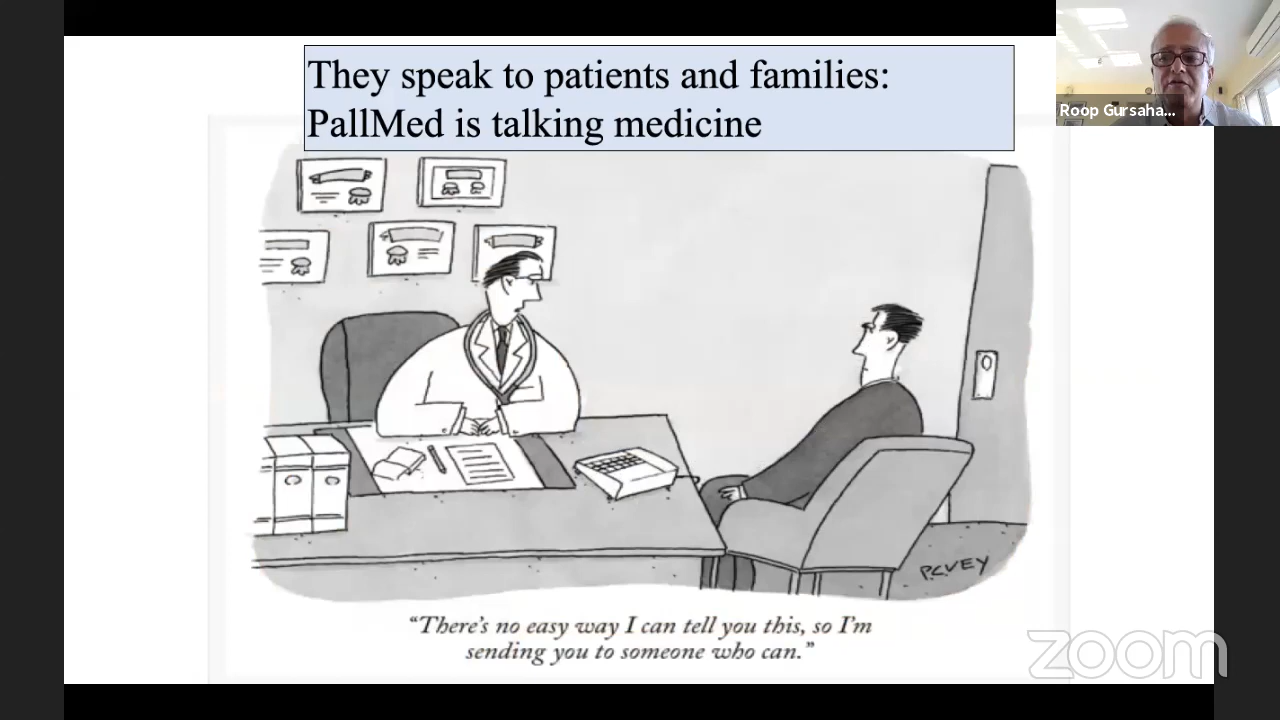 They speak to patients and families:
PallMed is talking medicine
Roop Gursaha...
P.C.VEY
“There’s no easy way I can tell you this, so I’m
sending you to someone who can.”
zoom